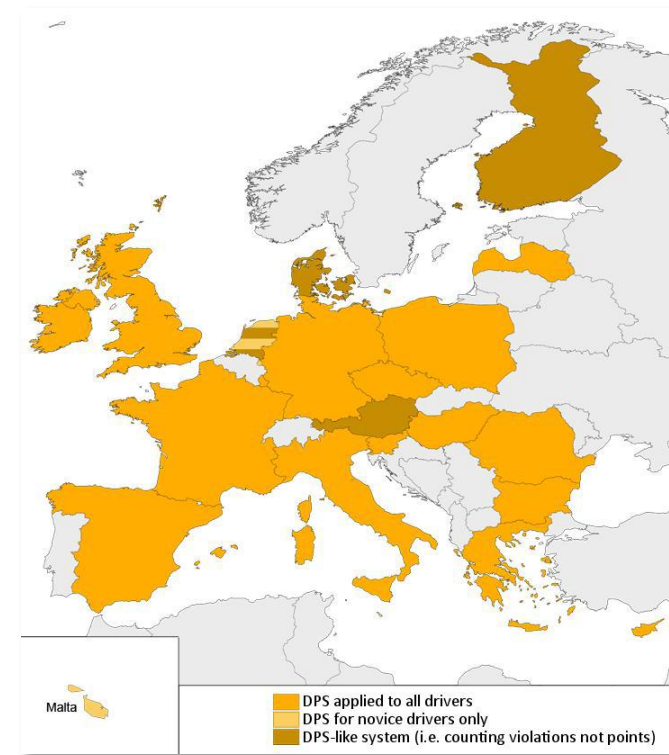 Malta
DPS applied to all drivers
DPS for novice drivers only
DPS-like system (i.e. counting violations not points)